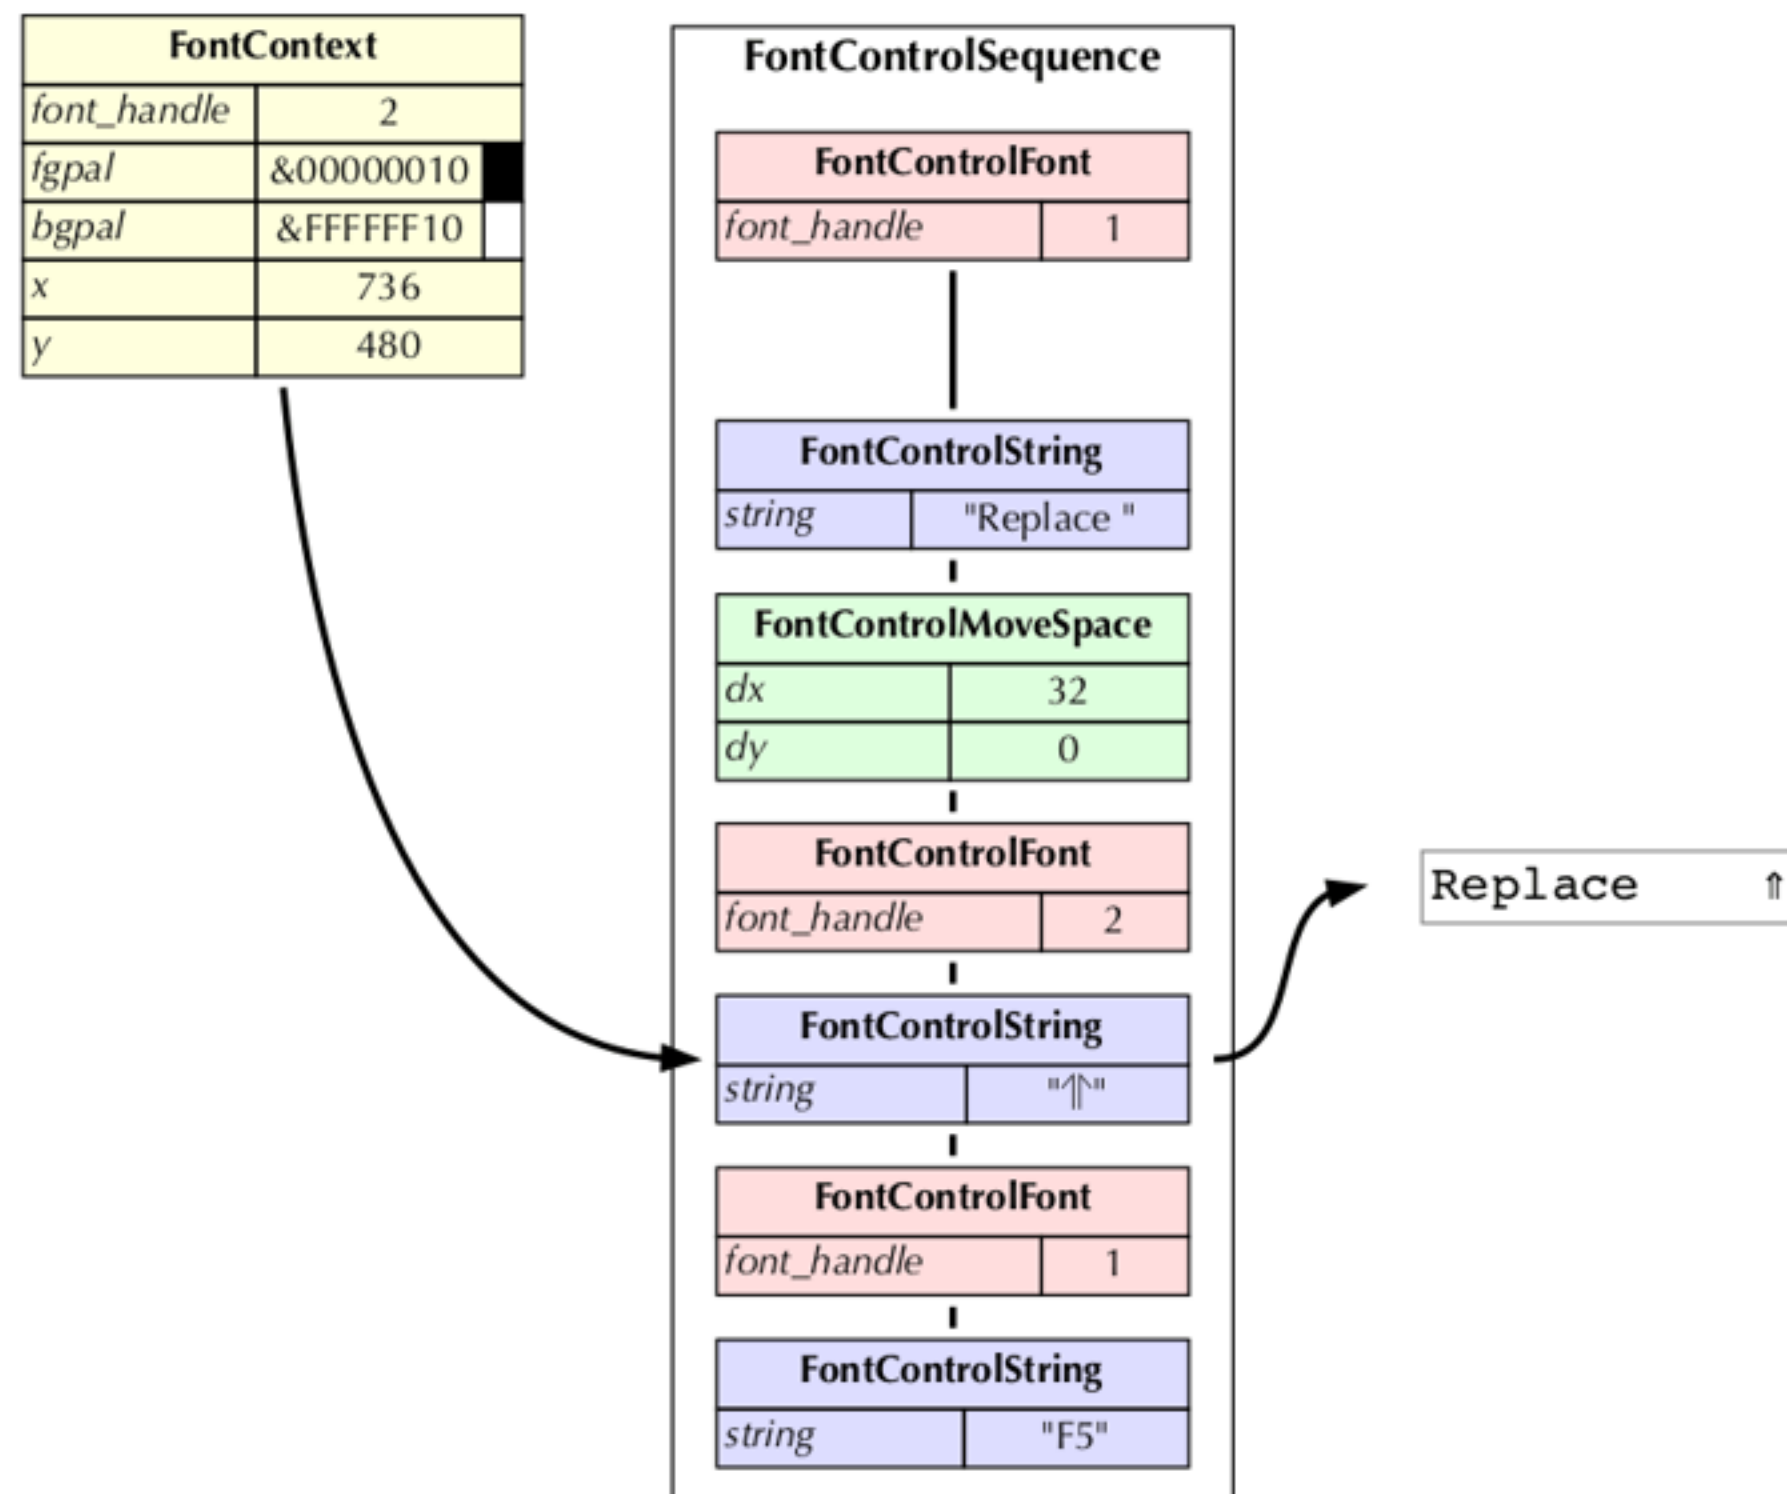 FontContext
font_handle 2
fgpal &00000010
bgpal &FFFFFF10
x 736
y 480
FontControlSequence
FontControlFont
font_handle 1
FontControlString
string "Replace "
FontControlMoveSpace
dx 32
dy 0
FontControlFont
font_handle 2
FontControlString
string "⇑"
FontControlFont
font_handle 1
FontControlString
string "F5"
Replace ⇑